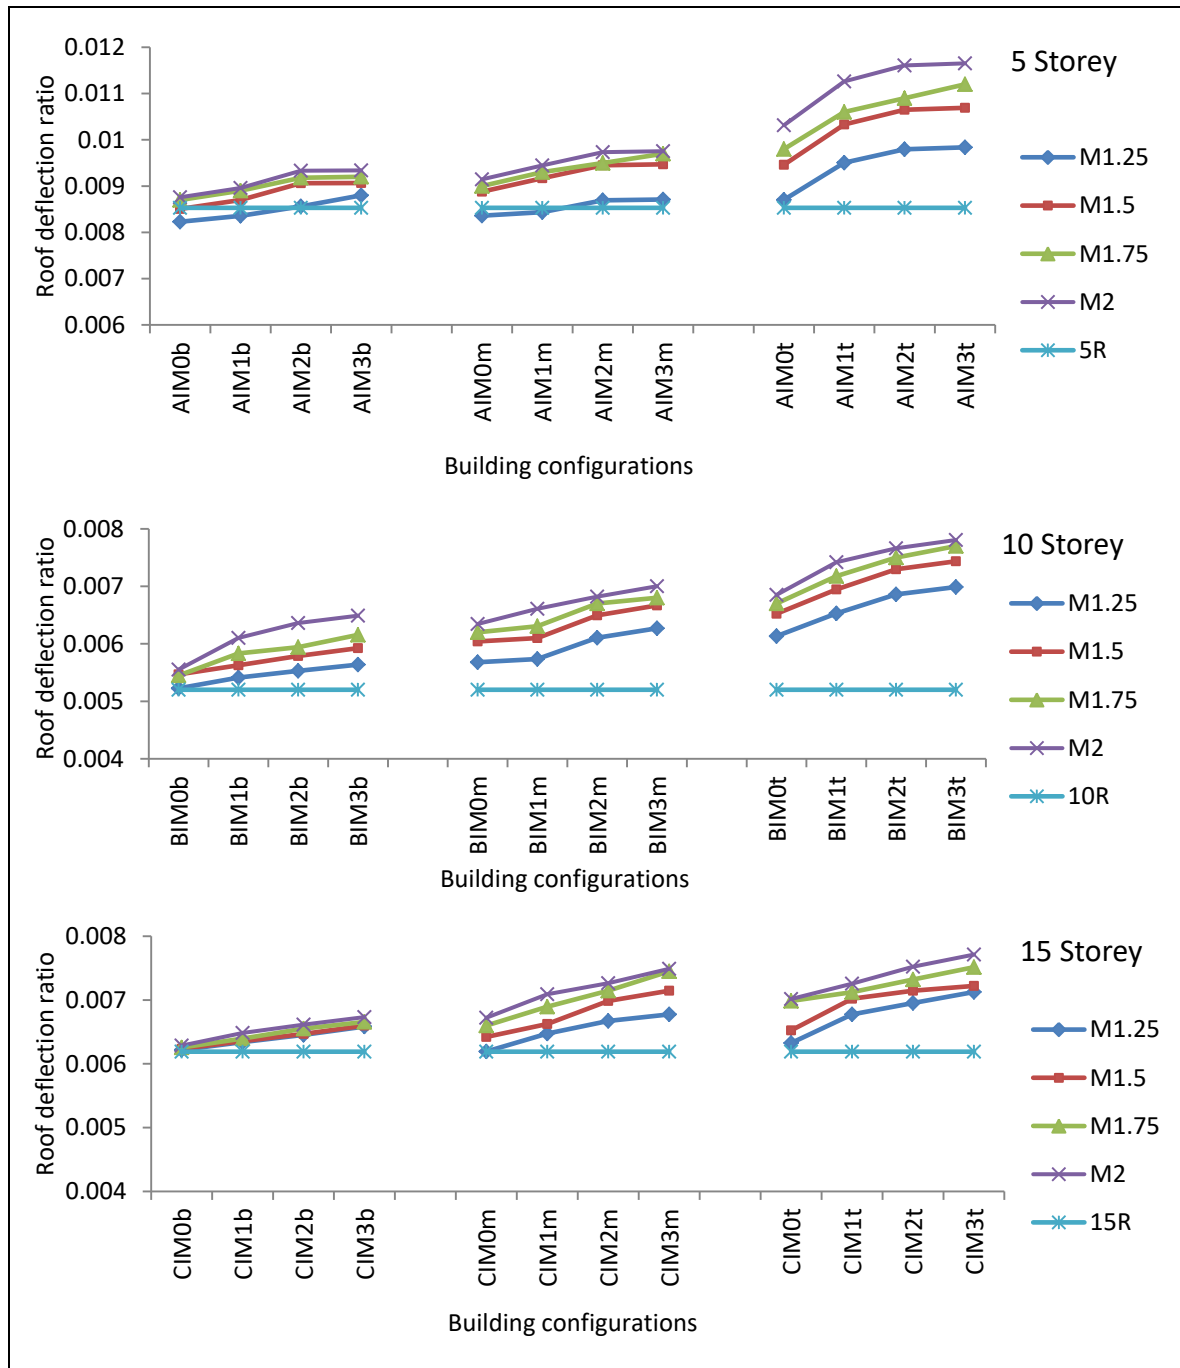 5 Storey
Roof deflection ratio
0.012
0.011
0.01
0.009
0.008
0.007
0.006
AIM0b
AIM1b
AIM2b
AIM3b
AIM0m
AIM1m
AIM2m
AIM3m
AIM0t
AIM1t
AIM2t
AIM3t
Building configurations
M1.25
M1.5
M1.75
M2
5R
10 Storey
Roof deflection ratio
0.008
0.007
0.006
0.005
0.004
BIM0b
BIM1b
BIM2b
BIM3b
BIM0m
BIM1m
BIM2m
BIM3m
BIM0t
BIM1t
BIM2t
BIM3t
Building configurations
M1.25
M1.5
M1.75
M2
10R
15 Storey
Roof deflection ratio
0.008
0.007
0.006
0.005
0.004
CIM0b
CIM1b
CIM2b
CIM3b
CIM0m
CIM1m
CIM2m
CIM3m
CIM0t
CIM1t
CIM2t
CIM3t
Building configurations
M1.25
M1.5
M1.75
M2
15R